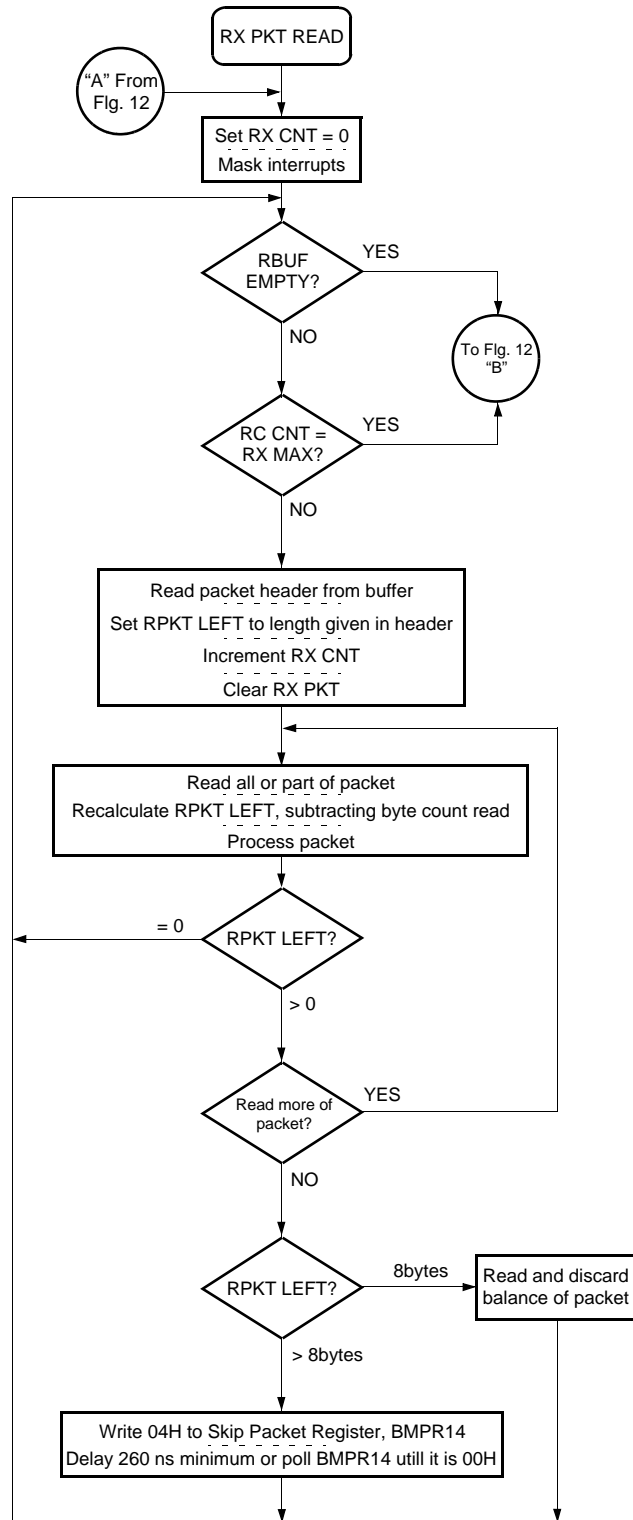 RX PKT READ
"A" From
Flg. 12
Set RX CNT = 0
Mask interrupts
RBUF
EMPTY?
YES
NO
To Flg. 12
"B"
RC CNT =
RX MAX?
YES
NO
Read packet header from buffer
Set RPKT LEFT to length given in header
Increment RX CNT
Clear RX PKT
Read all or part of packet
Recalculate RPKT LEFT, subtracting byte count read
Process packet
RPKT LEFT?
= 0
> 0
Read more of
packet?
YES
NO
RPKT LEFT?
8bytes
Read and discard
balance of packet
> 8bytes
Write 04H to Skip Packet Register, BMPR14
Delay 260 ns minimum or poll BMPR14 utill it is 00H